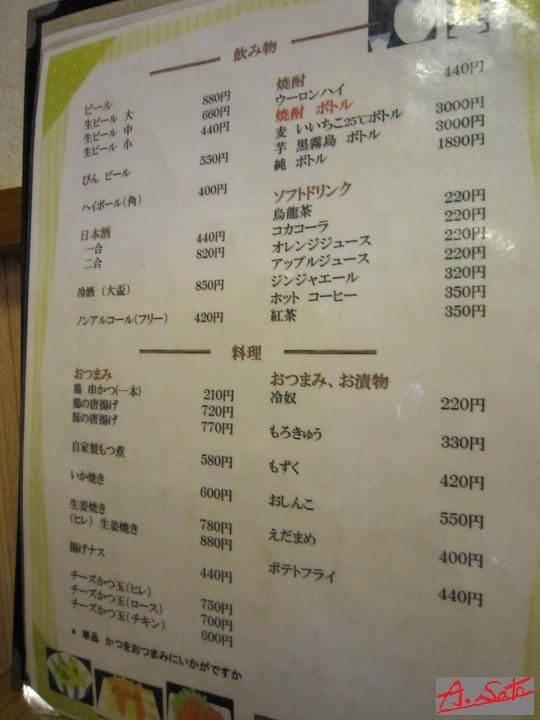 飲み物
ビール
生ビール 大 880円
生ビール 中 660円
生ビール 小 440円
びん ビール 550円
ハイボール(角) 400円
日本酒
一合 440円
二合 820円
冷酒 (大盃) 850円
ノンアルコール(フリー) 420円
焼酎
ウーロンハイ 440円
焼酎 ボトル
麦 いいちこ25℃ボトル 3000円
芋 黒霧島 ボトル 3000円
純 ボトル 1890円
ソフトドリンク
烏龍茶 220円
コカコーラ 220円
オレンジジュース 220円
アップルジュース 220円
ジンジャエール 320円
ホット コーヒー 350円
紅茶 350円
料理
おつまみ
鶏 串かつ(一本) 210円
鶏の唐揚げ 720円
豚の唐揚げ 770円
自家製もつ煮 580円
いか焼き 600円
生姜焼き 780円
(ヒレ) 生姜焼き 880円
揚げナス 440円
チーズかつ玉(ヒレ) 750円
チーズかつ玉(ロース) 700円
チーズかつ玉(チキン) 600円
* 単品 かつをおつまみにいかがですか
おつまみ、お漬物
冷奴 220円
もろきゅう 330円
もずく 420円
おしんこ 550円
えだまめ 400円
ポテトフライ 440円
A. Sato